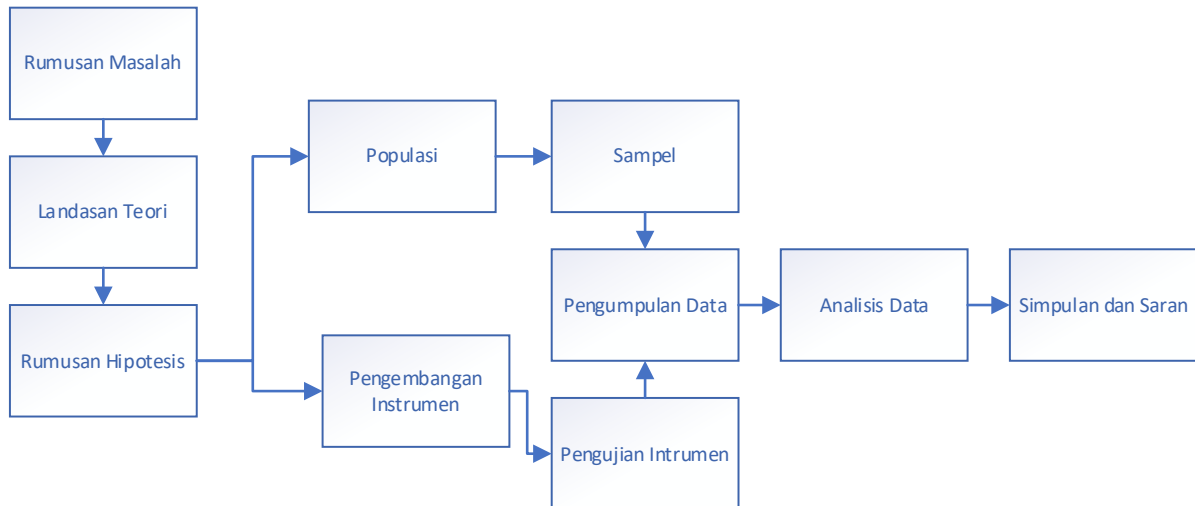 Rumusan Masalah
Landasan Teori
Rumusan Hipotesis
Populasi
Sampel
Pengembangan
Instrumen
Pengujian Intrumen
Pengumpulan Data
Analisis Data
Simpulan dan Saran